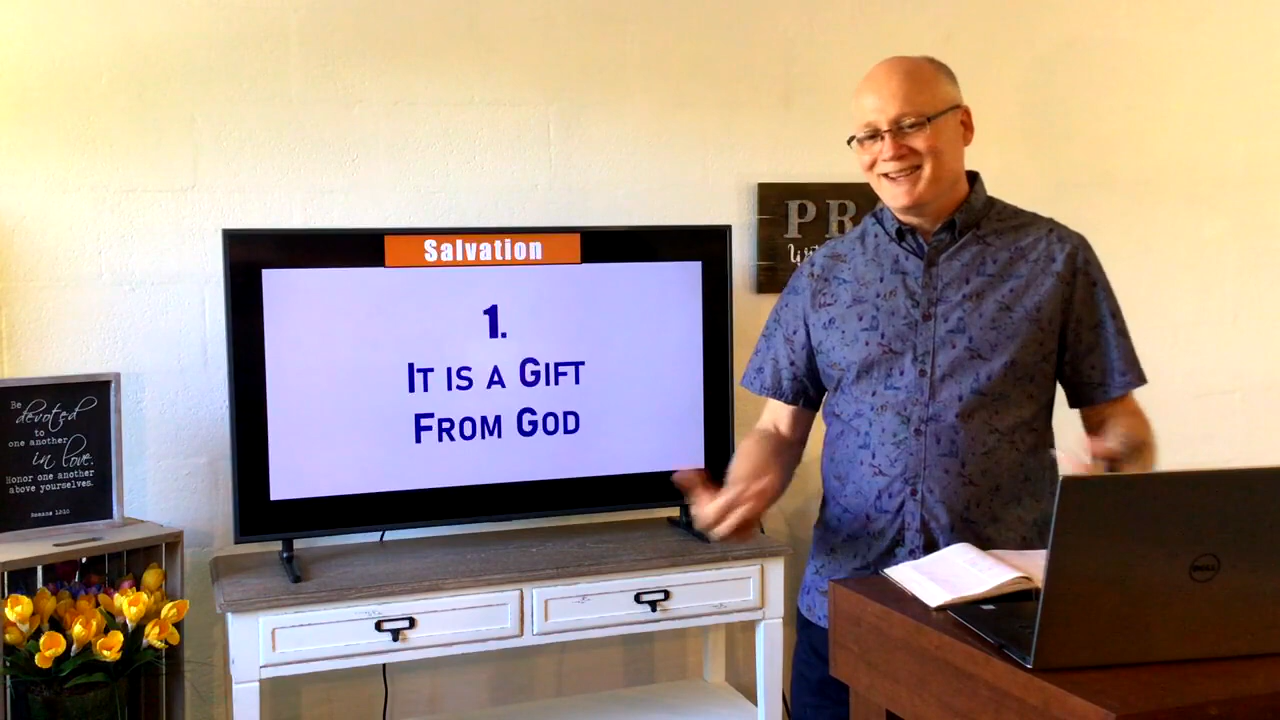 Salvation
1.
IT IS A GIFT
FROM GOD
Be
devoted
to
one another
in love.
Honor one another
above yourselves.
Romans 12:10
DELL